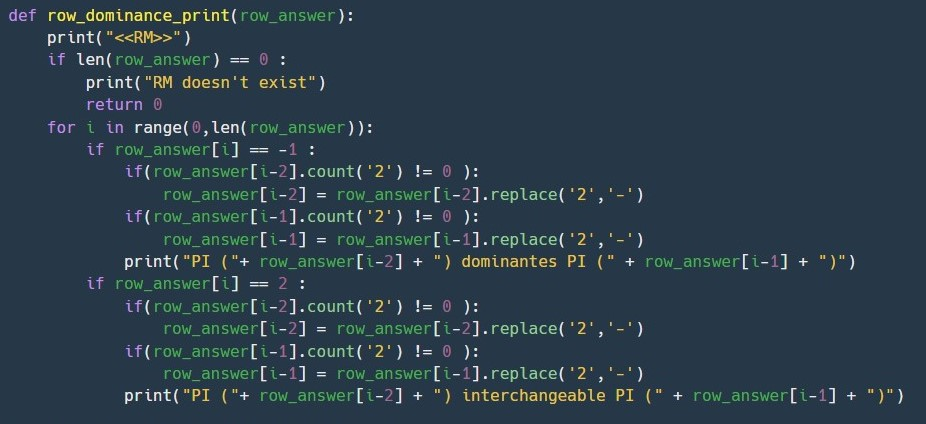 def row_dominance_print(row_answer):
    print("<<RM>>")
    if len(row_answer) == 0 :
        print("RM doesn't exist")
        return 0
    for i in range(0,len(row_answer)):
        if row_answer[i] == -1 :
            if(row_answer[i-2].count('2') != 0 ):
                row_answer[i-2] = row_answer[i-2].replace('2','-')
            if(row_answer[i-1].count('2') != 0 ):
                row_answer[i-1] = row_answer[i-1].replace('2','-')
            print("PI ("+ row_answer[i-2] + ") dominantes PI (" + row_answer[i-1] + ")")
        if row_answer[i] == 2 :
            if(row_answer[i-2].count('2') != 0 ):
                row_answer[i-2] = row_answer[i-2].replace('2','-')
            if(row_answer[i-1].count('2') != 0 ):
                row_answer[i-1] = row_answer[i-1].replace('2','-')
            print("PI ("+ row_answer[i-2] + ") interchangeable PI (" + row_answer[i-1] + ")")